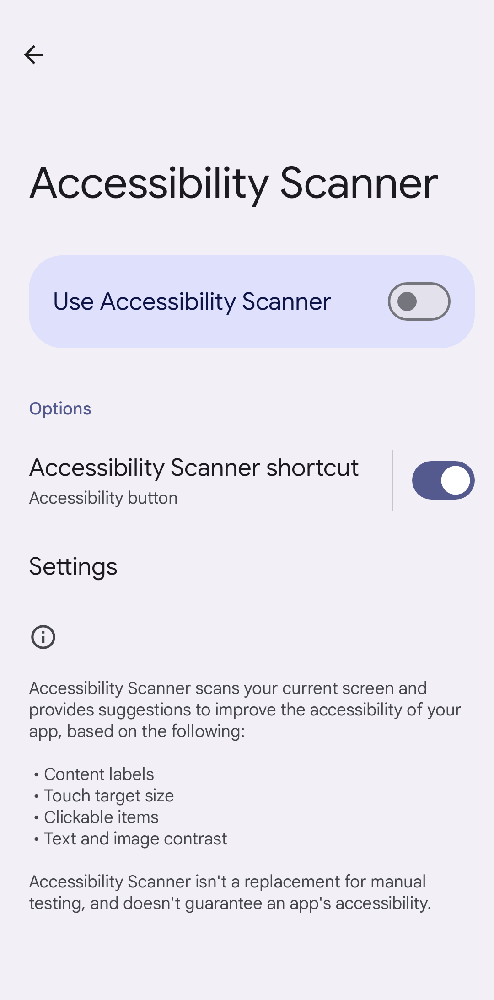 Accessibility Scanner
Use Accessibility Scanner
Options
Accessibility Scanner shortcut
Accessibility button
Settings
Accessibility Scanner scans your current screen and
provides suggestions to improve the accessibility of your
app, based on the following:
• Content labels
• Touch target size
• Clickable items
• Text and image contrast
Accessibility Scanner isn't a replacement for manual
testing, and doesn't guarantee an app's accessibility.